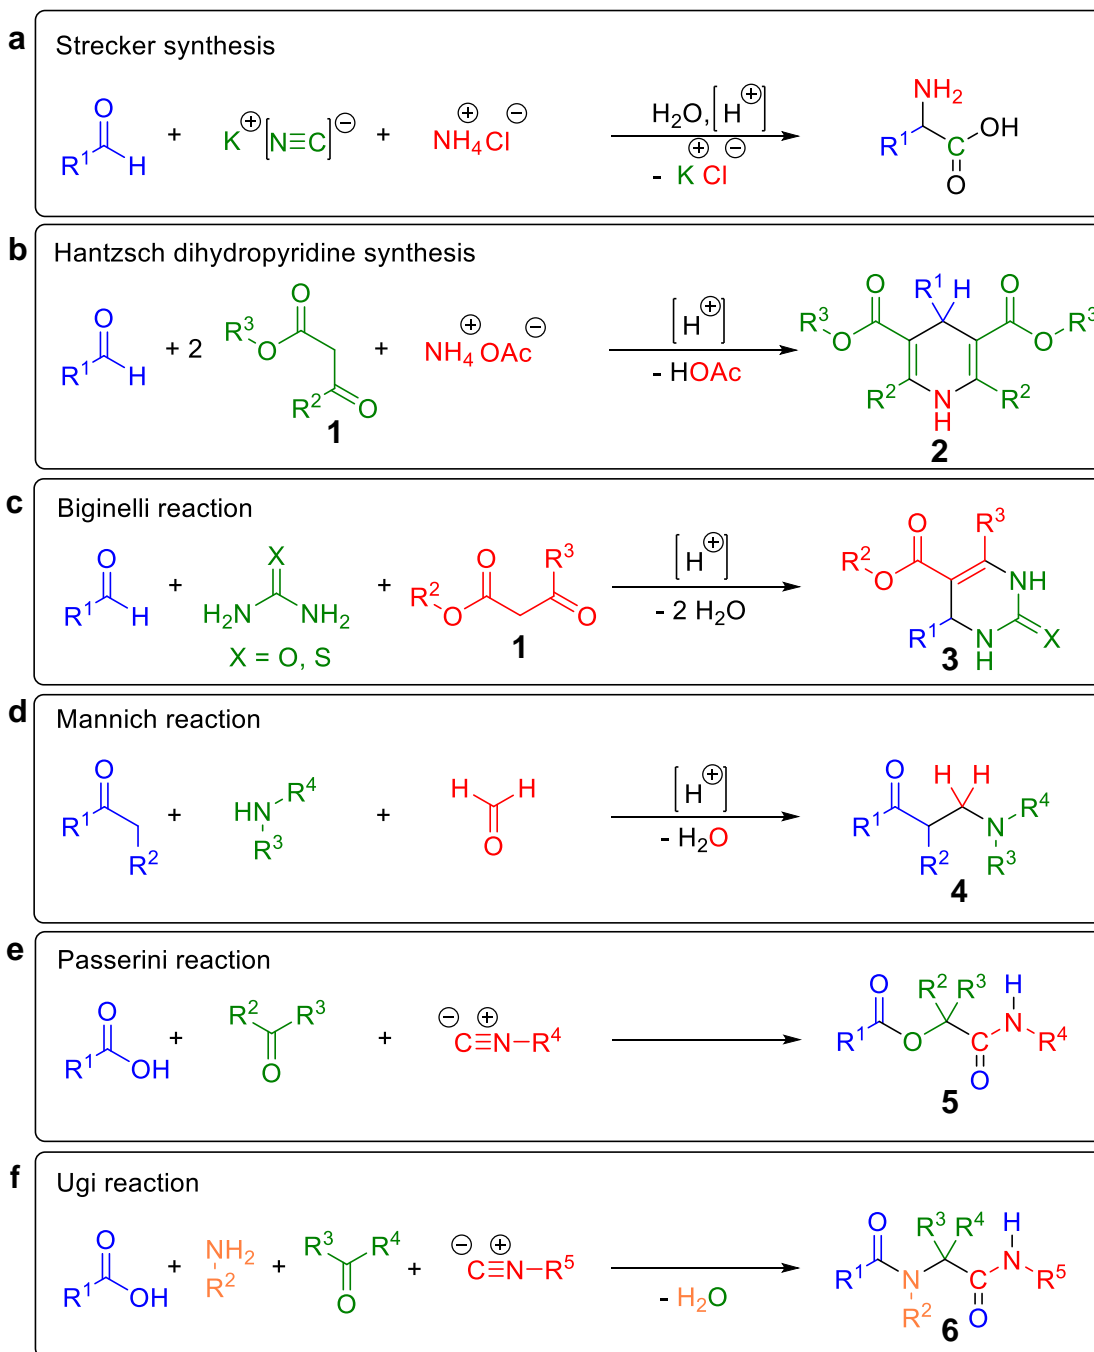 a Strecker synthesis
O
R¹ H + K⊕ [N≡C]⊖ + NH₄⊕ Cl⊖ H₂O, [H⊕] NH₂
- K⊕ Cl⊖ R¹ C OH
O
b Hantzsch dihydropyridine synthesis
O
R¹ H + 2 R³ O O R² O + NH₄⊕ OAc⊖ [H⊕] O R¹ H O
- HOAc R³ O O R³
R² N R²
H
1 2
c Biginelli reaction
O X O R³ [H⊕] O R³
R¹ H + H₂N NH₂ + R² O O - 2 H₂O R² O NH
X = O, S 1 R¹ N X
H
3
d Mannich reaction
O
R¹ R² + HN R⁴ R³ + H H O [H⊕] O H H
- H₂O R¹ R² N R⁴ R³
4
e Passerini reaction
O
R¹ OH + R² R³ O + ⊖ ⊕ C≡N–R⁴ O R² R³ H
R¹ O C N R⁴
O
5
f Ugi reaction
O
R¹ OH + NH₂ R² + R³ R⁴ O + ⊖ ⊕ C≡N–R⁵ O R³ R⁴ H
- H₂O R¹ N C N R⁵
R² O
6